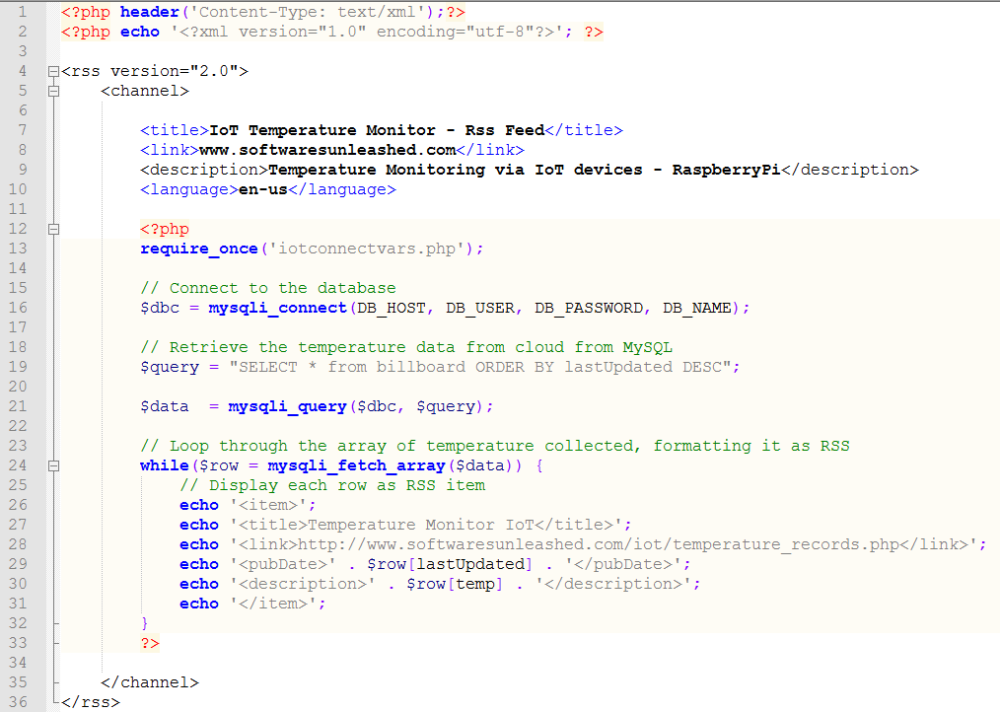 1 <?php header('Content-Type: text/xml');?>
2 <?php echo '<?xml version="1.0" encoding="utf-8"?>'; ?>
3
4 <rss version="2.0">
5 <channel>
6
7 <title>IoT Temperature Monitor - Rss Feed</title>
8 <link>www.softwaresunleashed.com</link>
9 <description>Temperature Monitoring via IoT devices - RaspberryPi</description>
10 <language>en-us</language>
11
12 <?php
13 require_once('iotconnectvars.php');
14
15 // Connect to the database
16 $dbc = mysqli_connect(DB_HOST, DB_USER, DB_PASSWORD, DB_NAME);
17
18 // Retrieve the temperature data from cloud from MySQL
19 $query = "SELECT * from billboard ORDER BY lastUpdated DESC";
20
21 $data  = mysqli_query($dbc, $query);
22
23 // Loop through the array of temperature collected, formatting it as RSS
24 while($row = mysqli_fetch_array($data)) {
25 // Display each row as RSS item
26 echo '<item>';
27 echo '<title>Temperature Monitor IoT</title>';
28 echo '<link>http://www.softwaresunleashed.com/iot/temperature_records.php</link>';
29 echo '<pubDate>' . $row[lastUpdated] . '</pubDate>';
30 echo '<description>' . $row[temp] . '</description>';
31 echo '</item>';
32 }
33 ?>
34
35 </channel>
36 </rss>